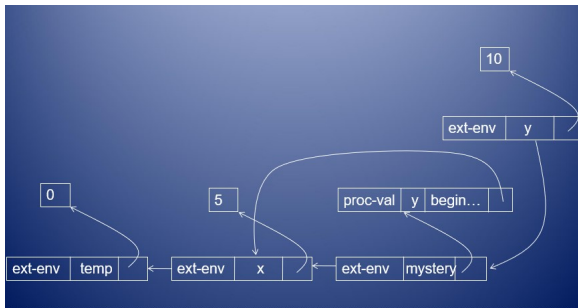 10
ext-env y
0
5
proc-val y begin...
ext-env temp
ext-env x
ext-env mystery